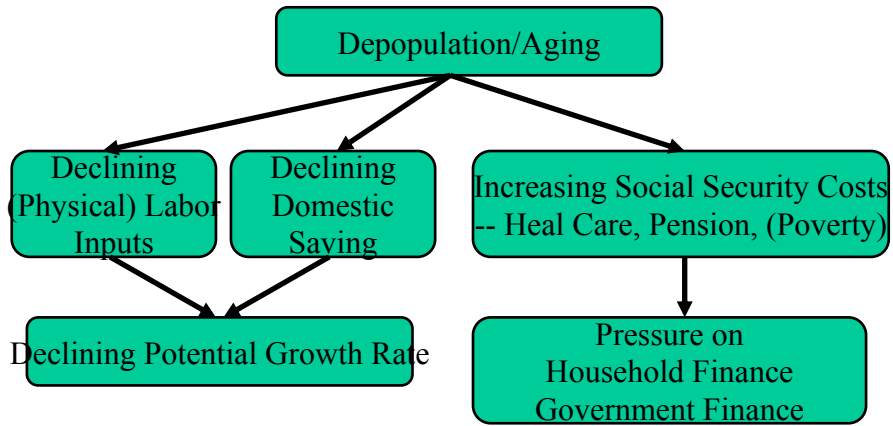 Depopulation/Aging
Declining
(Physical) Labor
Inputs
Declining
Domestic
Saving
Increasing Social Security Costs
-- Heal Care, Pension, (Poverty)
Declining Potential Growth Rate
Pressure on
Household Finance
Government Finance